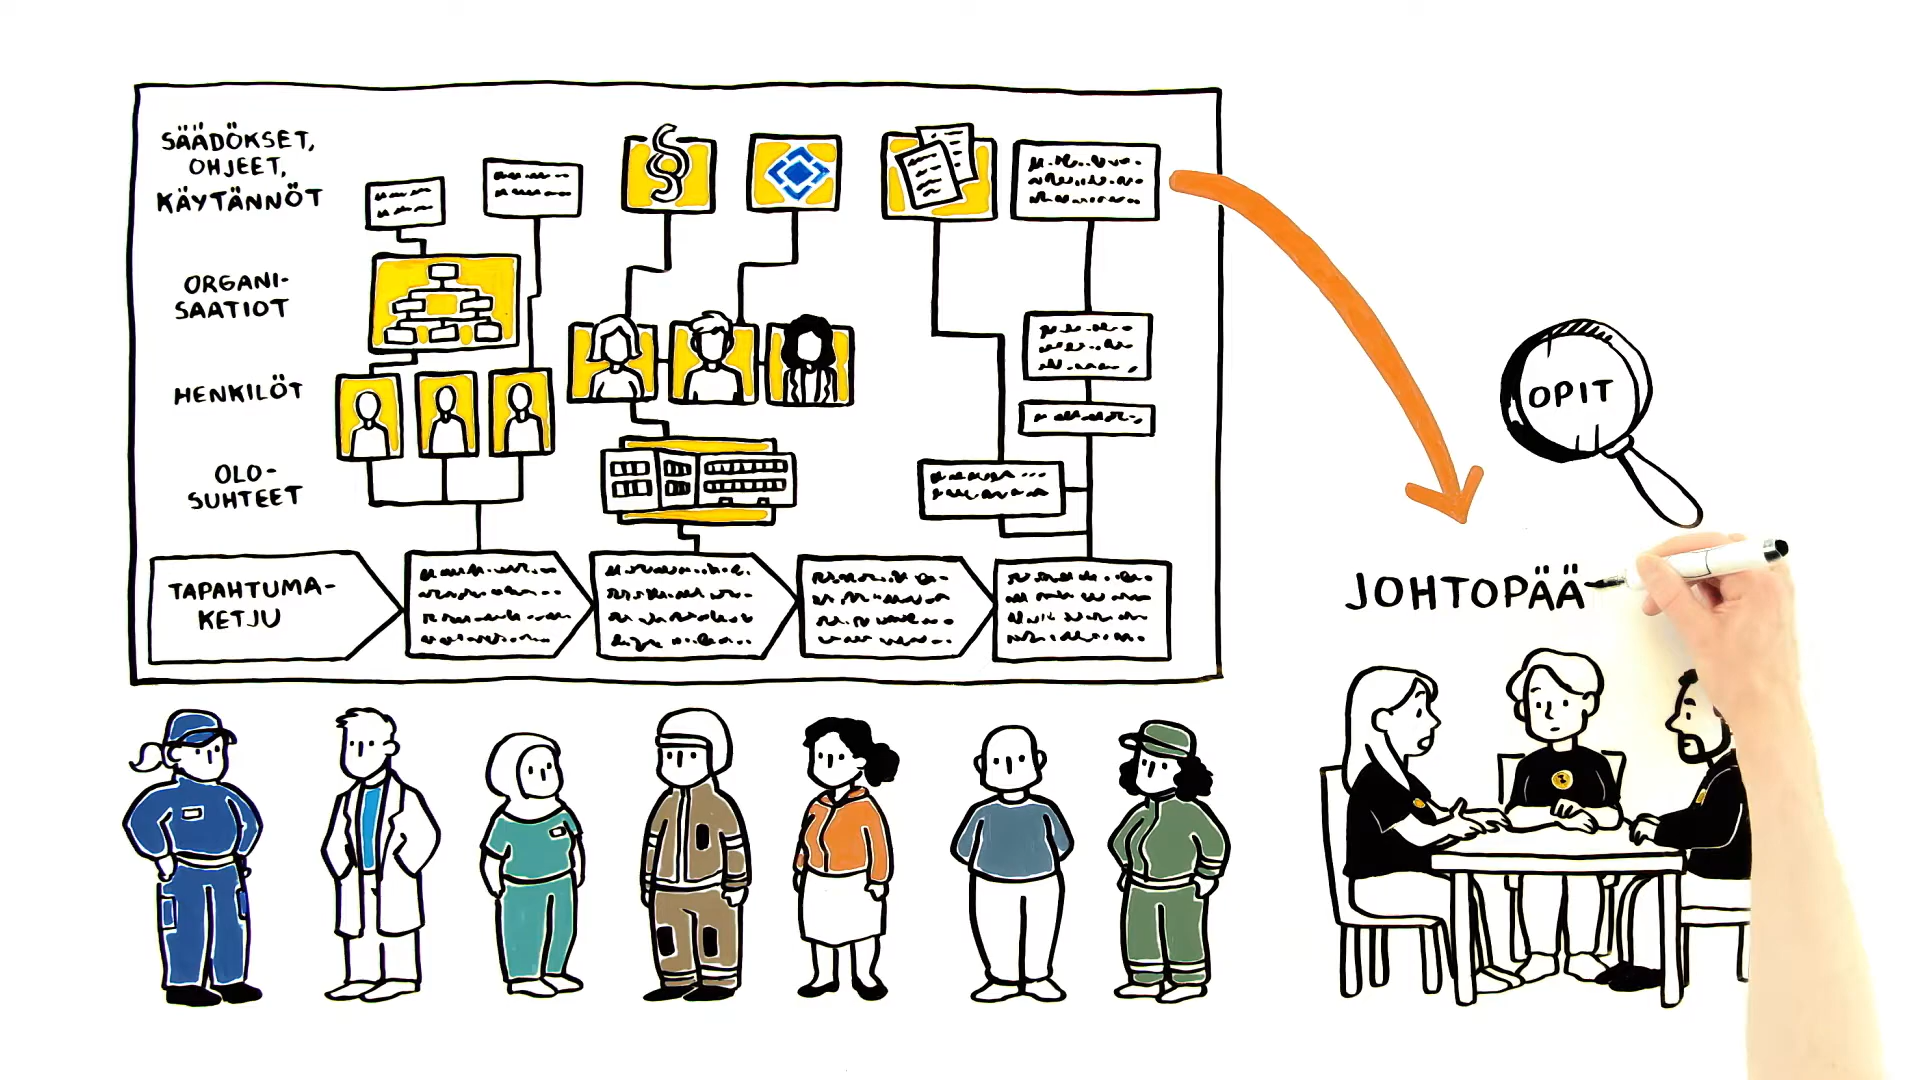 SÄÄDÖKSET,
OHJEET,
KÄYTÄNNÖT
ORGANI-
SAATIOT
HENKILÖT
OLO-
SUHTEET
TAPAHTUMA-
KETJU
OPIT
JOHTOPÄÄ